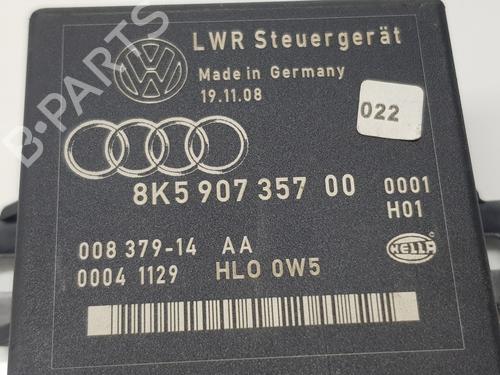 LWR Steuergerät
Made in Germany
19.11.08
022
8K5 907 357 00 0001
H01
008 379-14 AA
0004 1129 HLO 0W5
HELLA
B-PARTS